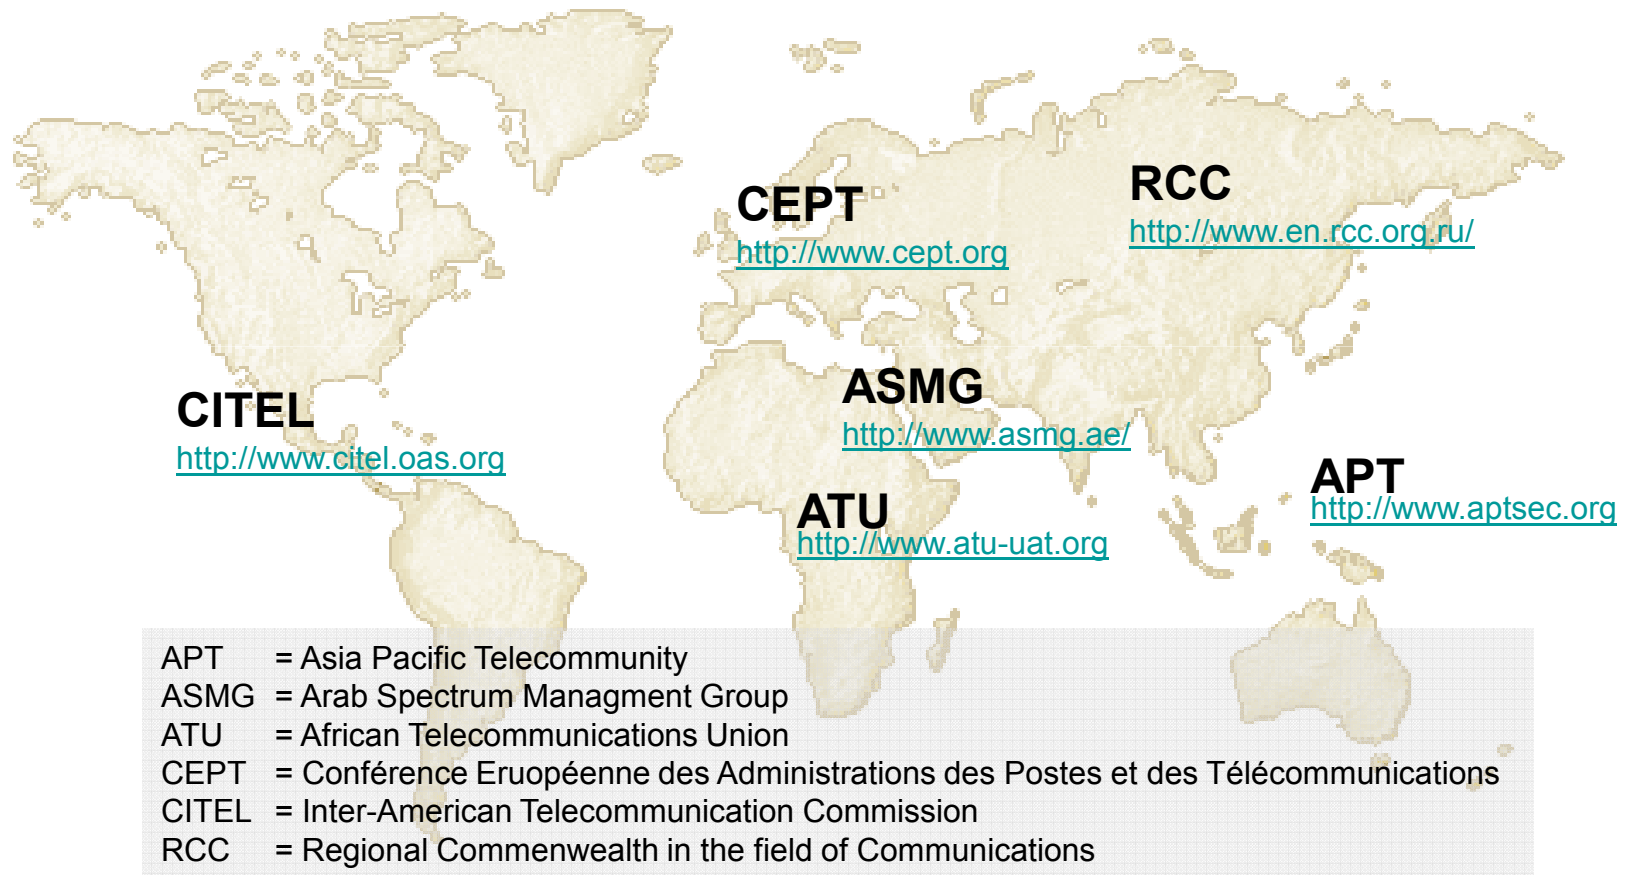 CEPT
http://www.cept.org
RCC
http://www.en.rcc.org.ru/
CITEL
http://www.citel.oas.org
ASMG
http://www.asmg.ae/
ATU
http://www.atu-uat.org
APT
http://www.aptsec.org
APT = Asia Pacific Telecommunity
ASMG = Arab Spectrum Managment Group
ATU = African Telecommunications Union
CEPT = Conférence Eruopéenne des Administrations des Postes et des Télécommunications
CITEL = Inter-American Telecommunication Commission
RCC = Regional Commenwealth in the field of Communications